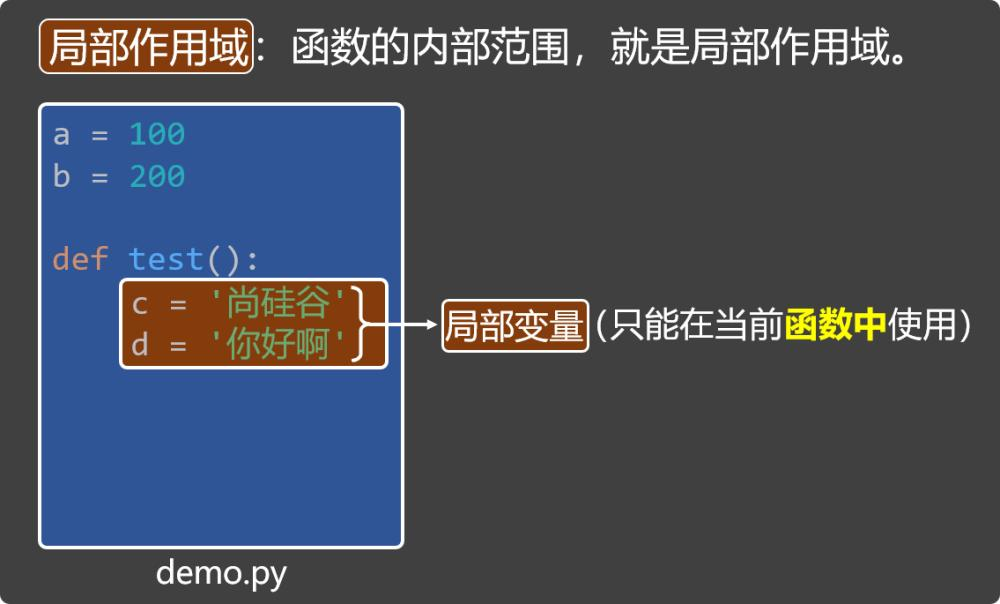 局部作用域：函数的内部范围，就是局部作用域。
a = 100
b = 200
def test():
c = '尚硅谷'
d = '你好啊'
局部变量(只能在当前函数中使用)
demo.py